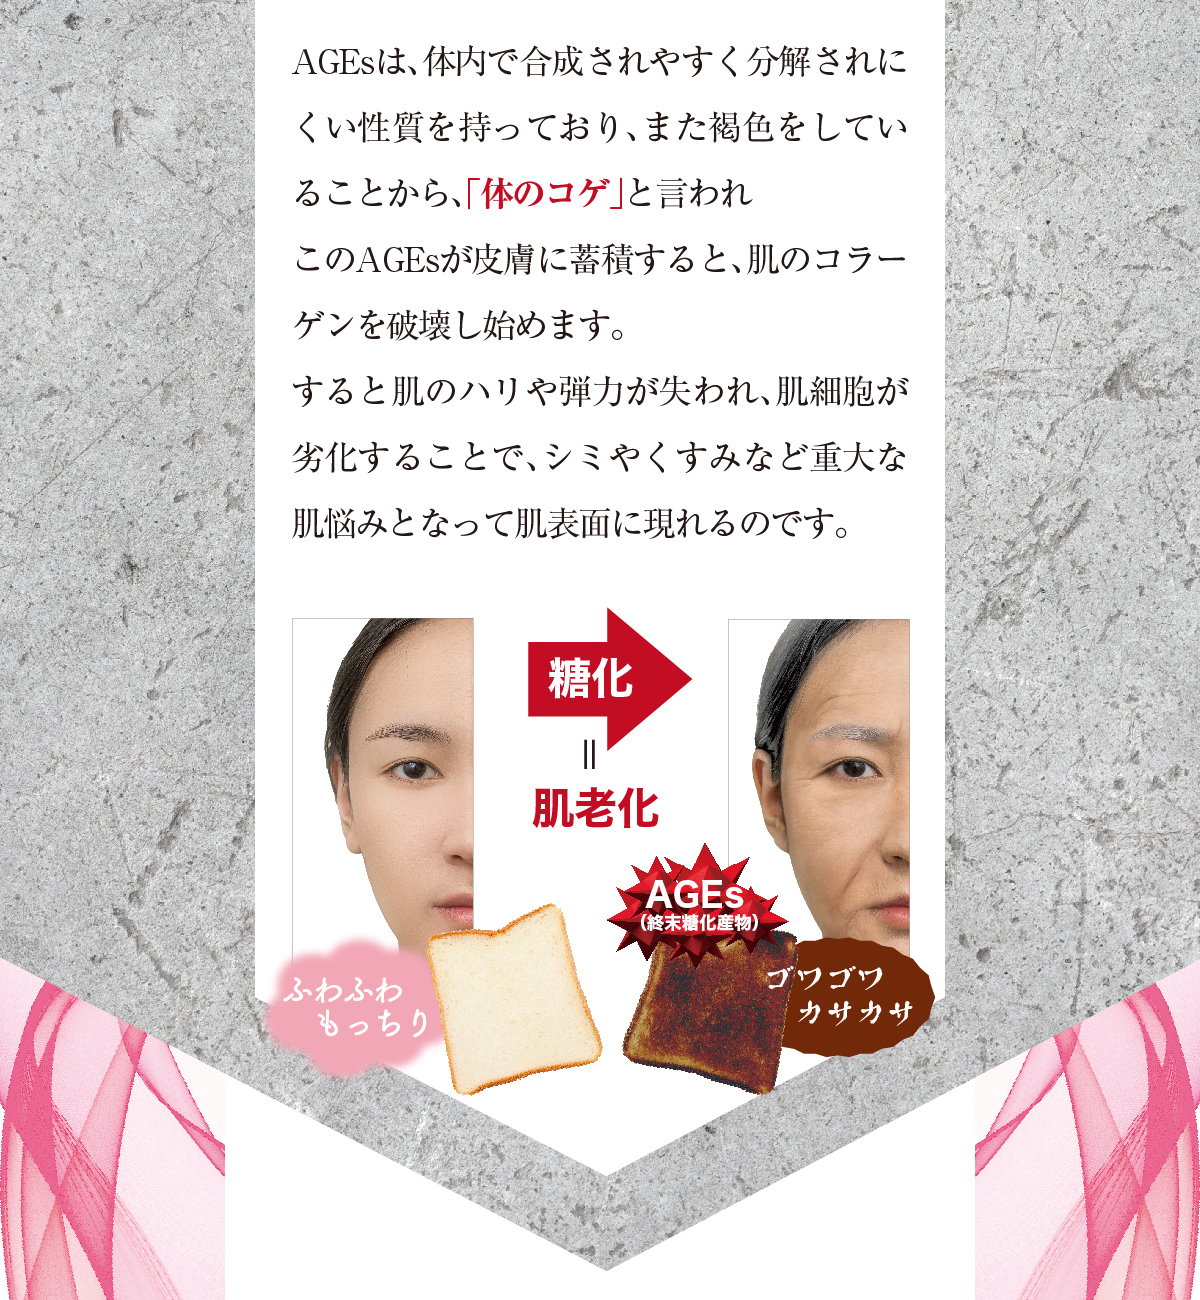 AGEsは、体内で合成されやすく分解されに
くい性質を持っており、また褐色をしてい
ることから、「体のコゲ」と言われ
このAGEsが皮膚に蓄積すると、肌のコラー
ゲンを破壊し始めます。
すると肌のハリや弾力が失われ、肌細胞が
劣化することで、シミやくすみなど重大な
肌悩みとなって肌表面に現れるのです。
糖化
＝
肌老化
AGEs
（終末糖化産物）
ふわふわ
もっちり
ゴワゴワ
カサカサ